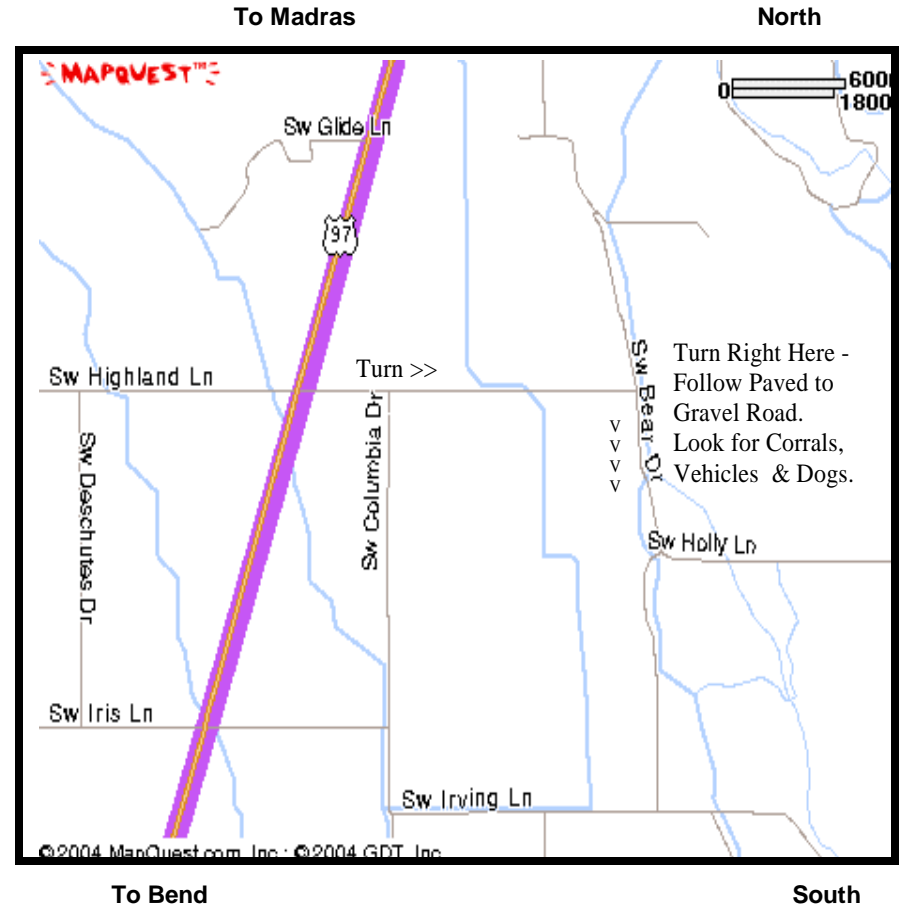 To Madras North
MAPQUEST™
0 600
1800
Sw Glide Ln
97
Turn >>
Sw Highland Ln
Turn Right Here -
Follow Paved to
Gravel Road.
Look for Corrals,
Vehicles & Dogs.
v
v
v
v
Sw Bear Dr
Sw Deschutes Dr
Sw Columbia Dr
Sw Holly Ln
Sw Iris Ln
Sw Irving Ln
©2004 MapQuest.com, Inc.; ©2004 GDT, Inc.
To Bend South